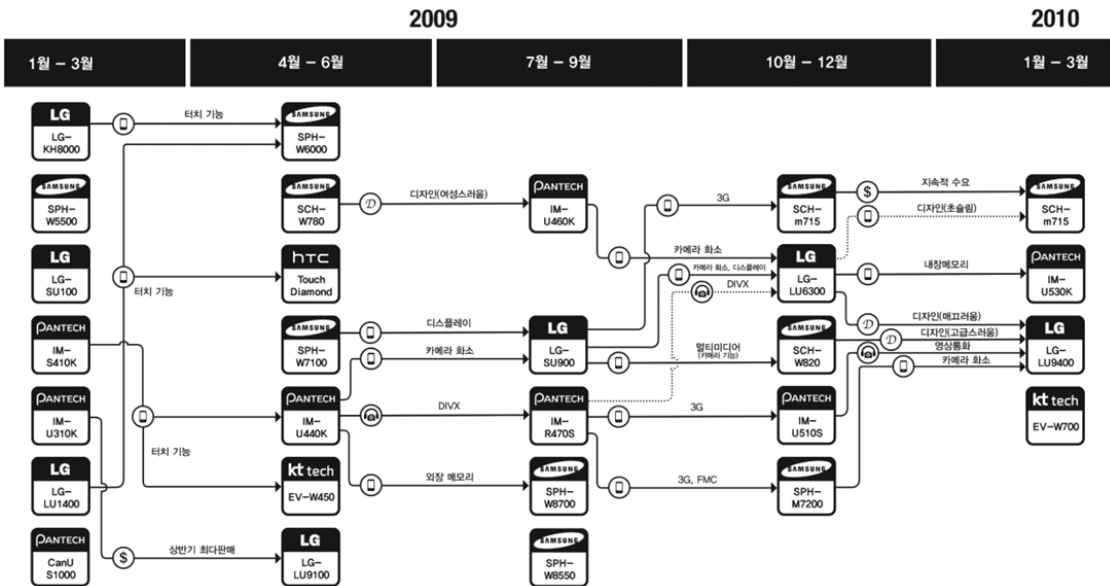 2009
2010
1월 – 3월
4월 – 6월
7월 – 9월
10월 – 12월
1월 – 3월
LG
LG-
KH8000
SAMSUNG
SPH-
W5500
LG
LG-
SU100
PANTECH
IM-
S410K
PANTECH
IM-
U310K
LG
LG-
LU1400
PANTECH
CanU
S1000
터치 기능
터치 기능
터치 기능
$
상반기 최다판매
SAMSUNG
SPH-
W6000
SAMSUNG
SCH-
W780
hTC
Touch
Diamond
SAMSUNG
SPH-
W7100
PANTECH
IM-
U440K
kt tech
EV-W450
LG
LG-
LU9100
D
디자인(여성스러움)
디스플레이
카메라 화소
DIVX
외장 메모리
PANTECH
IM-
U460K
LG
LG-
SU900
PANTECH
IM-
R470S
SAMSUNG
SPH-
W8700
SAMSUNG
SPH-
W8550
3G
카메라 화소
카메라 화소, 디스플레이
DIVX
멀티미디어
(카메라 기능)
3G
3G, FMC
SAMSUNG
SCH-
m715
LG
LG-
LU6300
SAMSUNG
SCH-
W820
PANTECH
IM-
U510S
SAMSUNG
SPH-
M7200
$
지속적 수요
디자인(초슬림)
내장메모리
D
디자인(매끄러움)
D
디자인(고급스러움)
영상통화
카메라 화소
SAMSUNG
SCH-
m715
PANTECH
IM-
U530K
LG
LG-
LU9400
kt tech
EV-W700